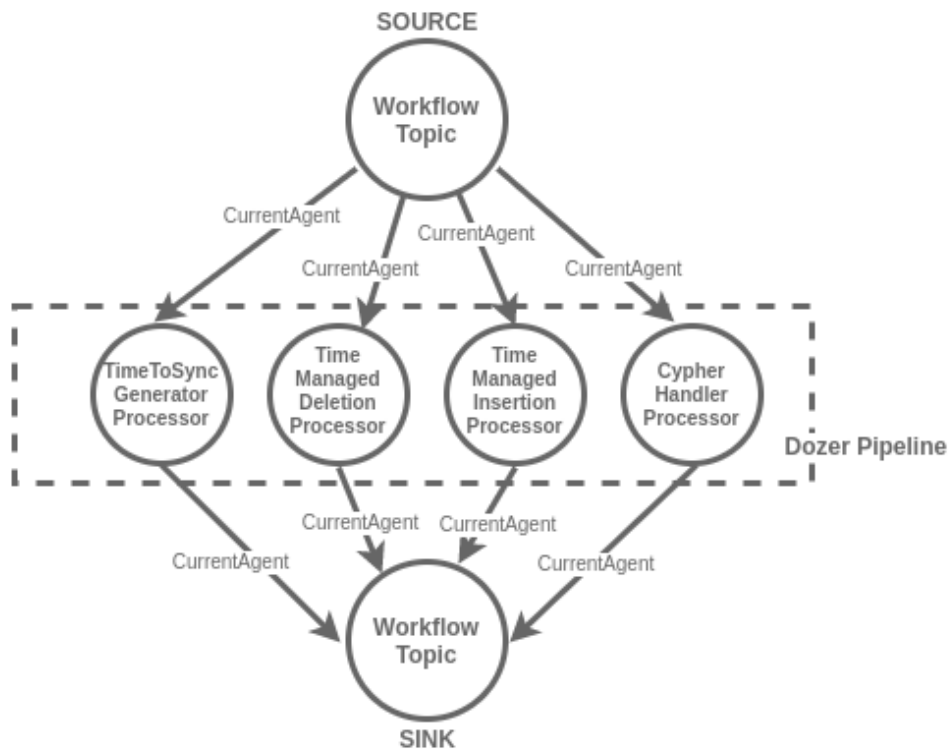 SOURCE
Workflow
Topic
CurrentAgent
CurrentAgent
CurrentAgent
CurrentAgent
TimeToSync
Generator
Processor
Time
Managed
Deletion
Processor
Time
Managed
Insertion
Processor
Cypher
Handler
Processor
Dozer Pipeline
CurrentAgent
CurrentAgent
CurrentAgent
CurrentAgent
Workflow
Topic
SINK